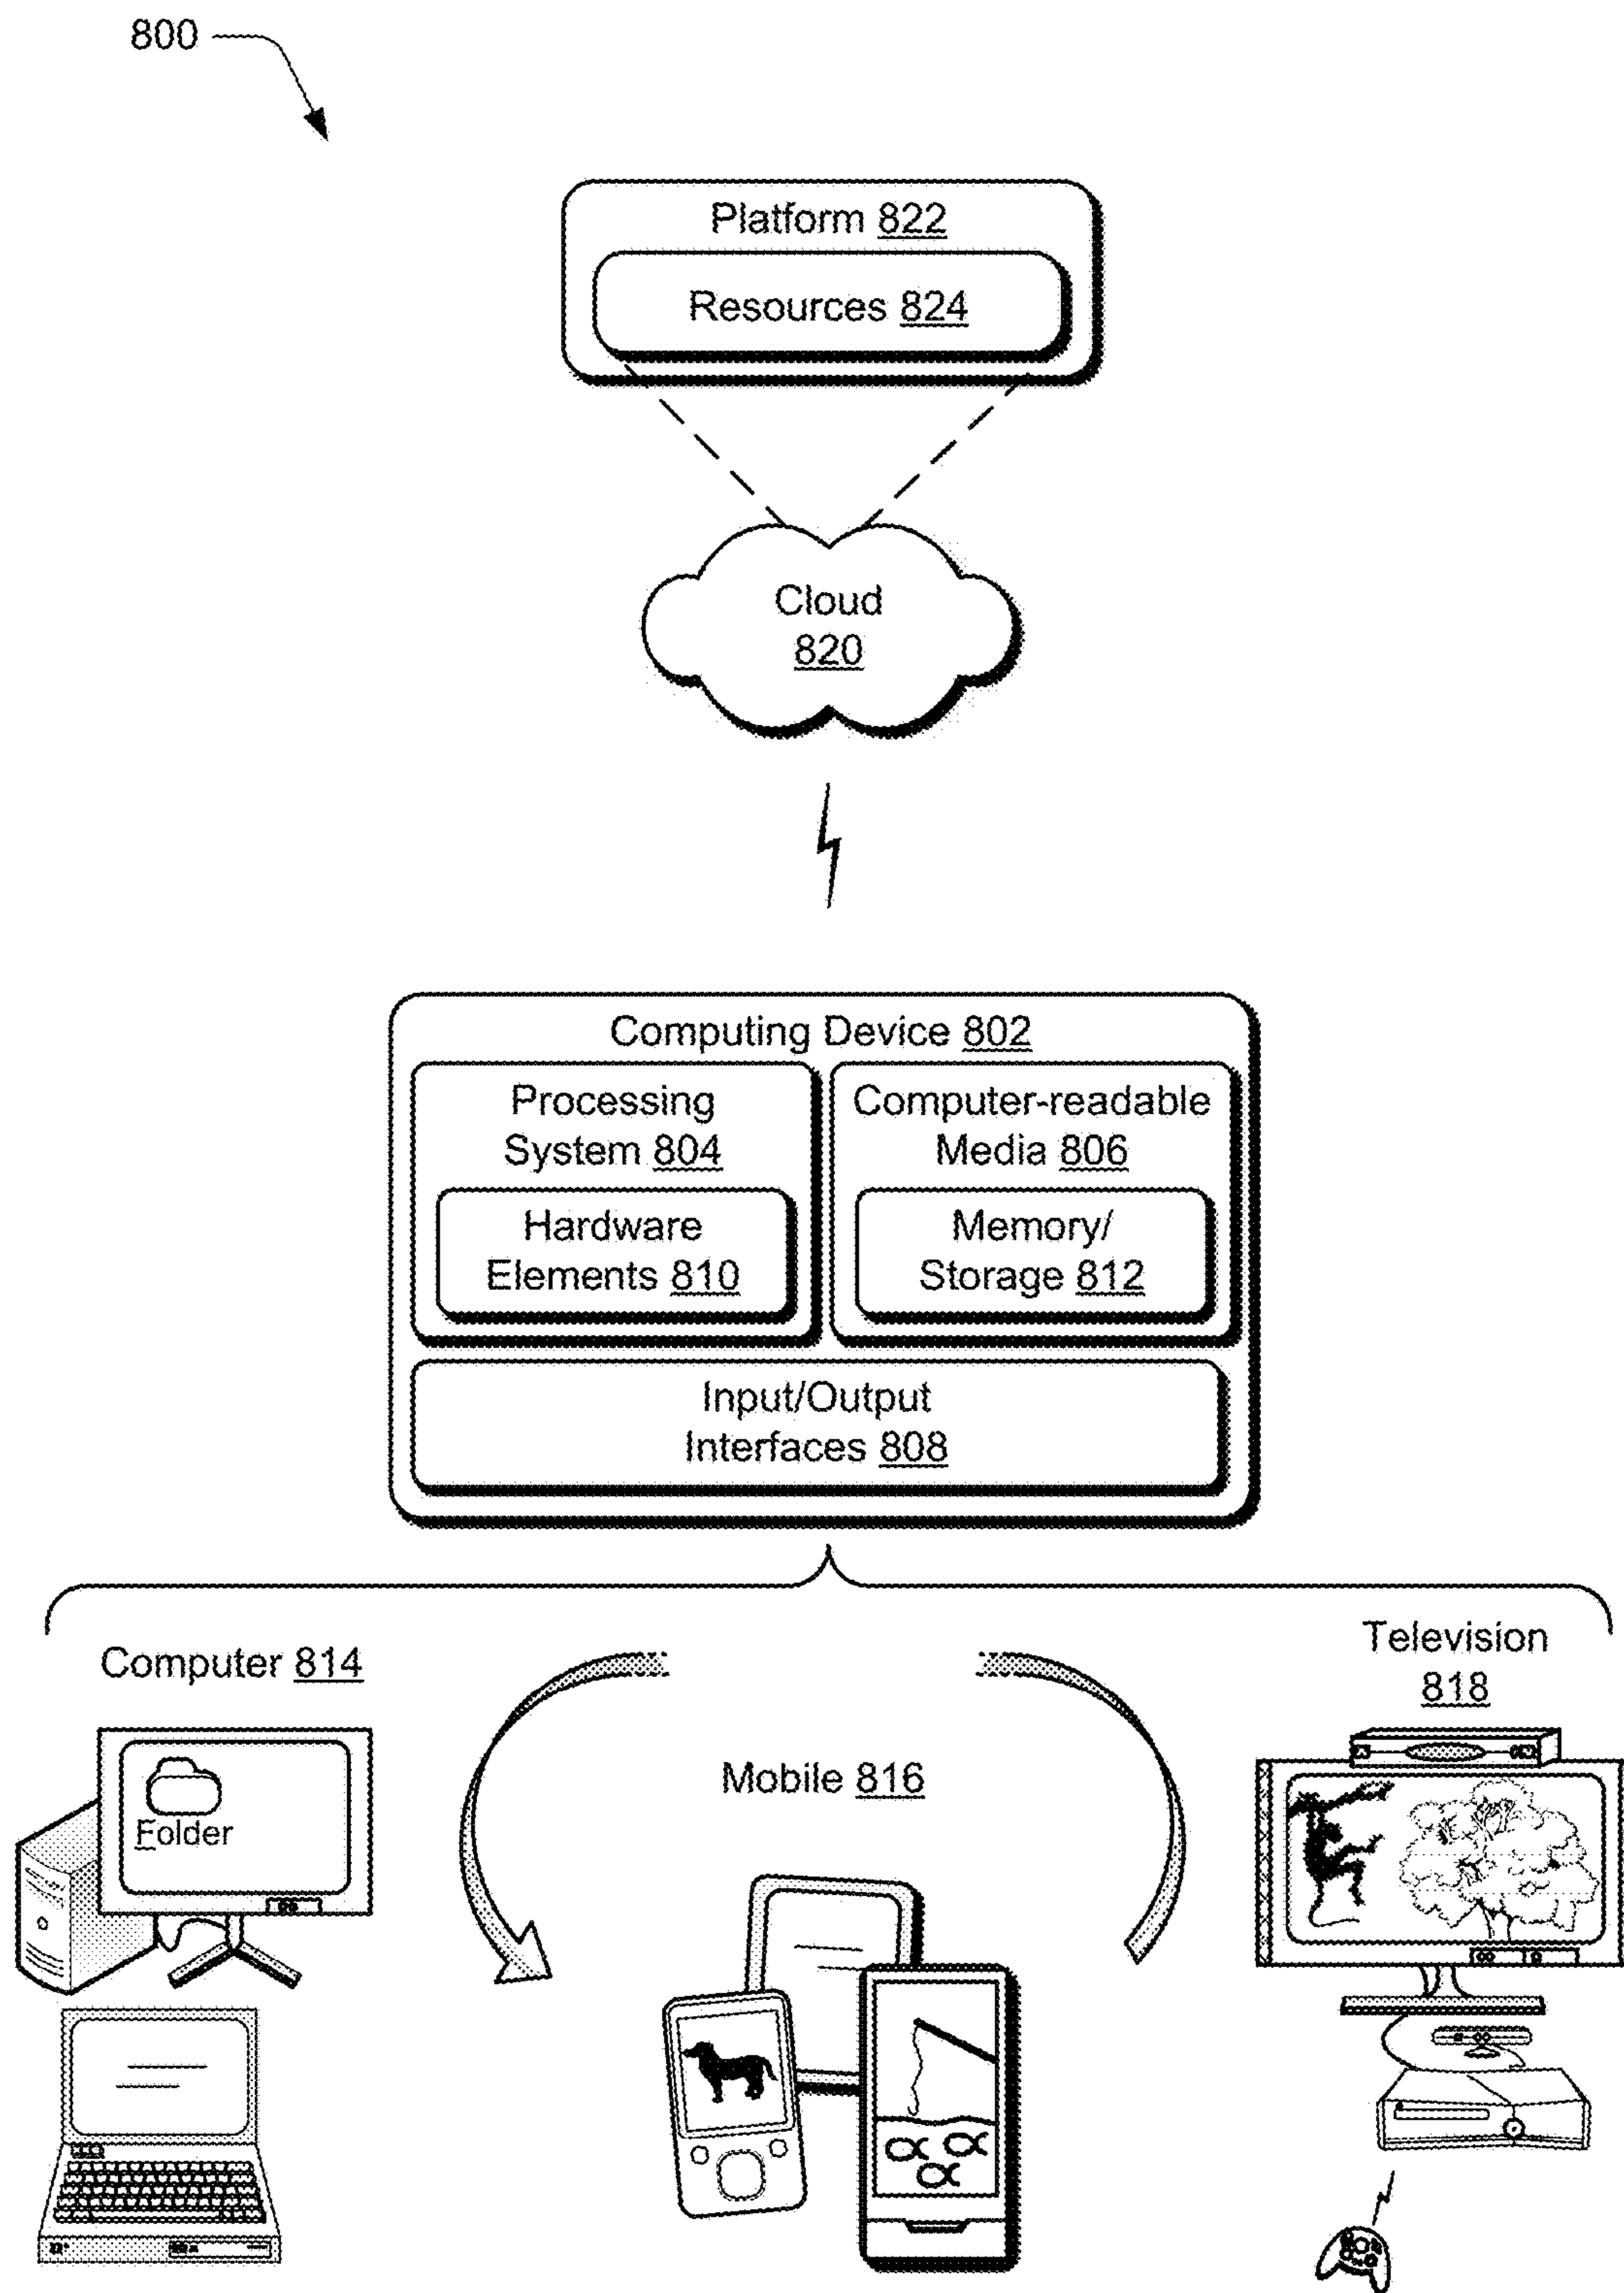 800
Platform 822
Resources 824
Cloud
820
Computing Device 802
Processing
System 804
Hardware
Elements 810
Computer-readable
Media 806
Memory/
Storage 812
Input/Output
Interfaces 808
Computer 814
Folder
Mobile 816
Television
818